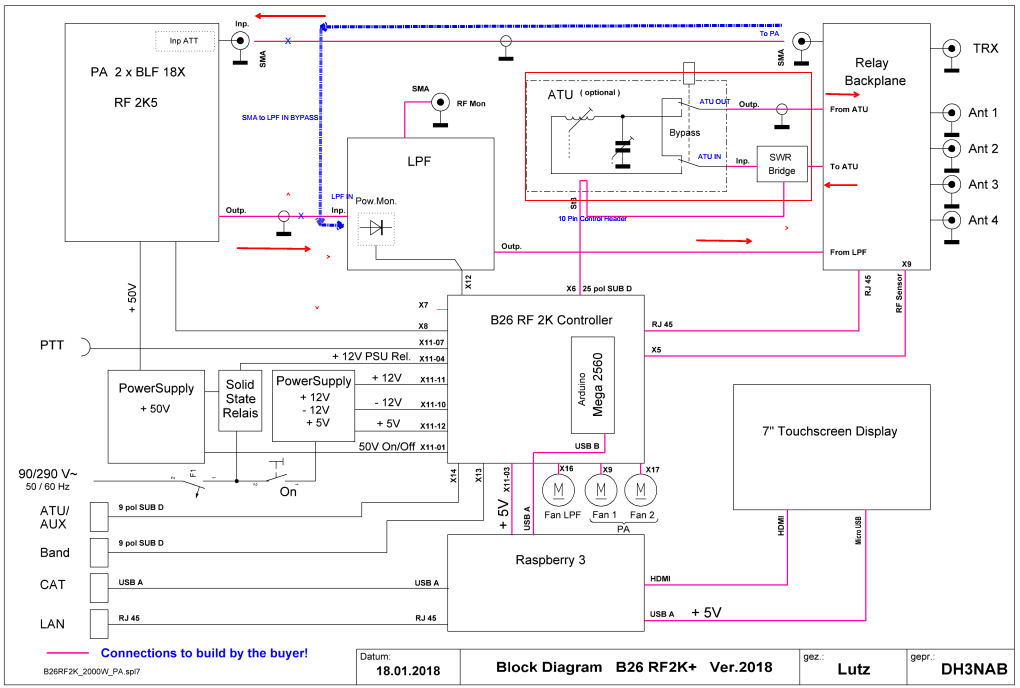 Inp.
Inp ATT
X
SMA
PA 2 x BLF 18X
RF 2K5
To PA
SMA
Relay
Backplane
TRX
SMA
RF Mon
SMA to LPF IN BYPASS
ATU ( optional )
ATU OUT
Outp.
From ATU
Bypass
ATU IN
Inp.
SWR
Bridge
To ATU
Ant 1
Ant 2
Ant 3
Ant 4
LPF
LPF IN
Pow.Mon.
Outp.
X
Inp.
St3
10 Pin Control Header
Outp.
From LPF
X9
X12
X6
25 pol SUB D
RJ 45
RF Sensor
+ 50V
X7
X8
B26 RF 2K Controller
RJ 45
X5
PTT
X11-07
+ 12V PSU Rel.
X11-04
Arduino
Mega 2560
PowerSupply
+ 50V
Solid
State
Relais
PowerSupply
+ 12V
- 12V
+ 5V
+ 12V
X11-11
- 12V
X11-10
+ 5V
X11-12
50V On/Off
X11-01
USB B
7" Touchscreen Display
90/290 V~
50 / 60 Hz
F1
On
X14
X13
X11-03
X16
X9
X17
M
M
M
Fan LPF
Fan 1
Fan 2
PA
+ 5V
USB A
ATU/
AUX
9 pol SUB D
Band
9 pol SUB D
HDMI
Micro USB
Raspberry 3
CAT
USB A
USB A
HDMI
LAN
RJ 45
RJ 45
USB A
+ 5V
Connections to build by the buyer!
B26RF2K_2000W_PA.spl7
Datum:
18.01.2018
Block Diagram B26 RF2K+ Ver.2018
gez.:
Lutz
gepr.:
DH3NAB